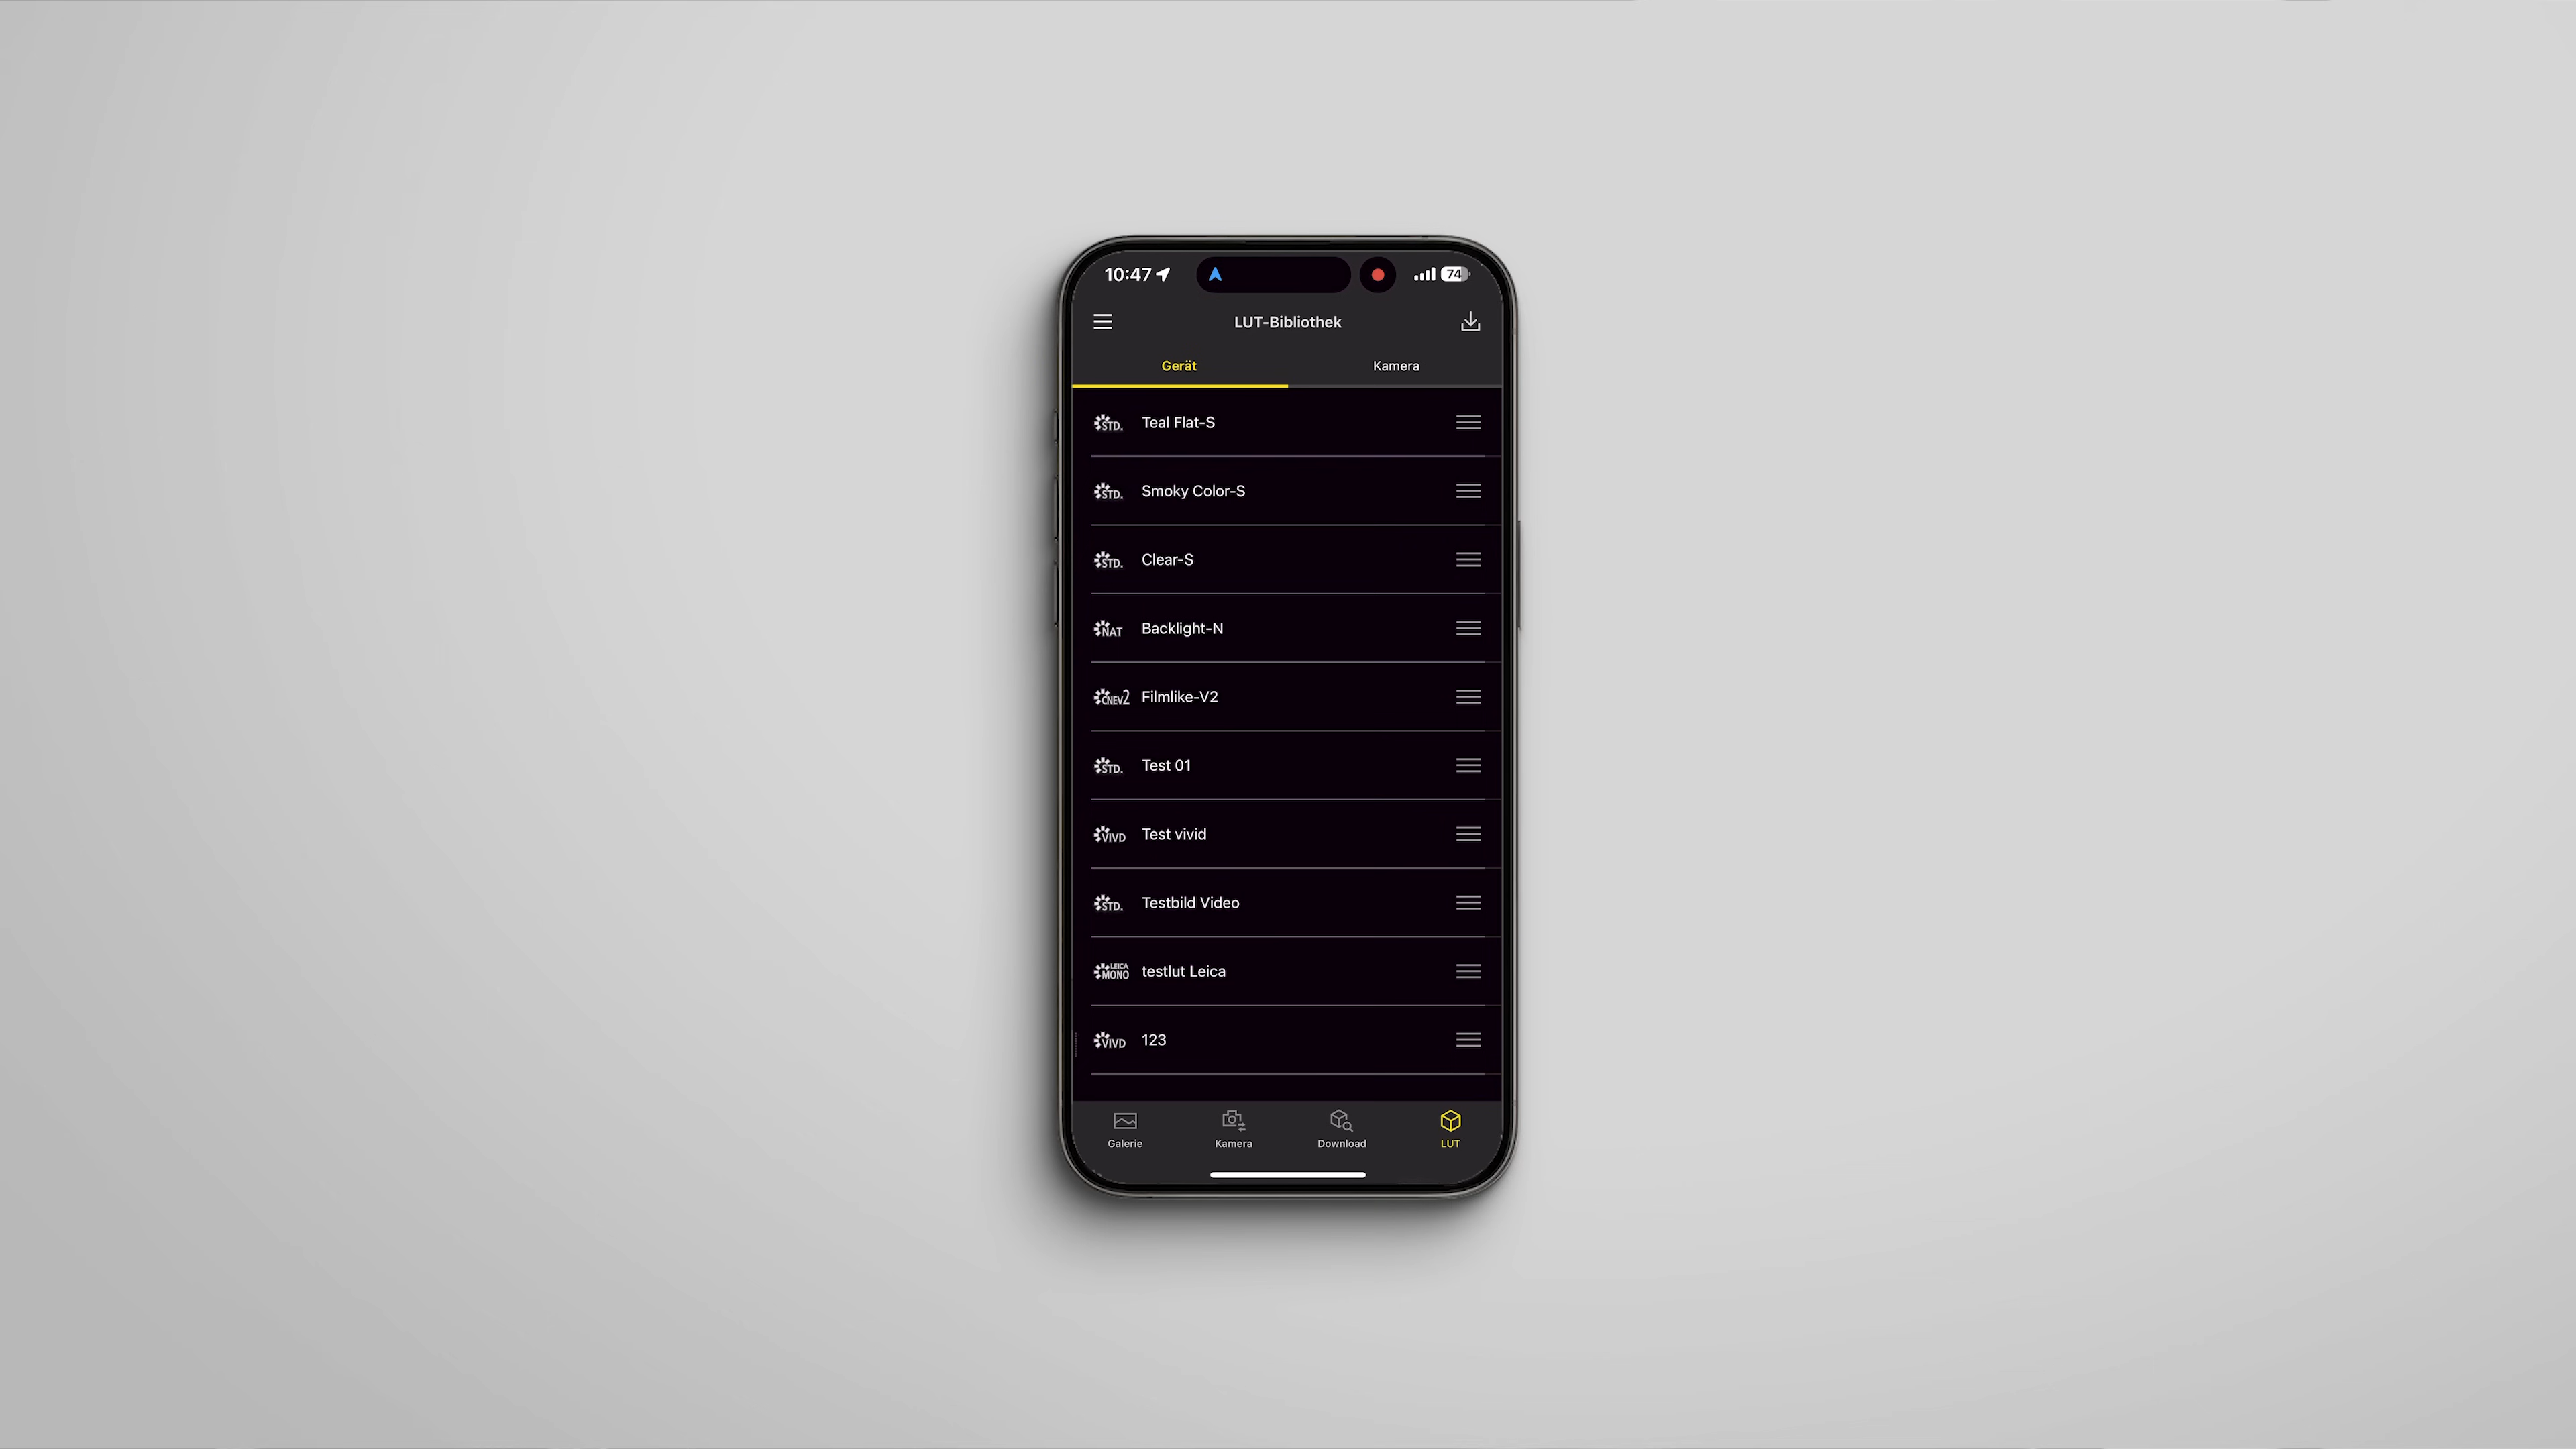 10:47
74
LUT-Bibliothek
Gerät
Kamera
STD. Teal Flat-S
STD. Smoky Color-S
STD. Clear-S
NAT Backlight-N
CNEV2 Filmlike-V2
STD. Test 01
VIVD Test vivid
STD. Testbild Video
LEICA MONO testlut Leica
VIVD 123
Galerie
Kamera
Download
LUT